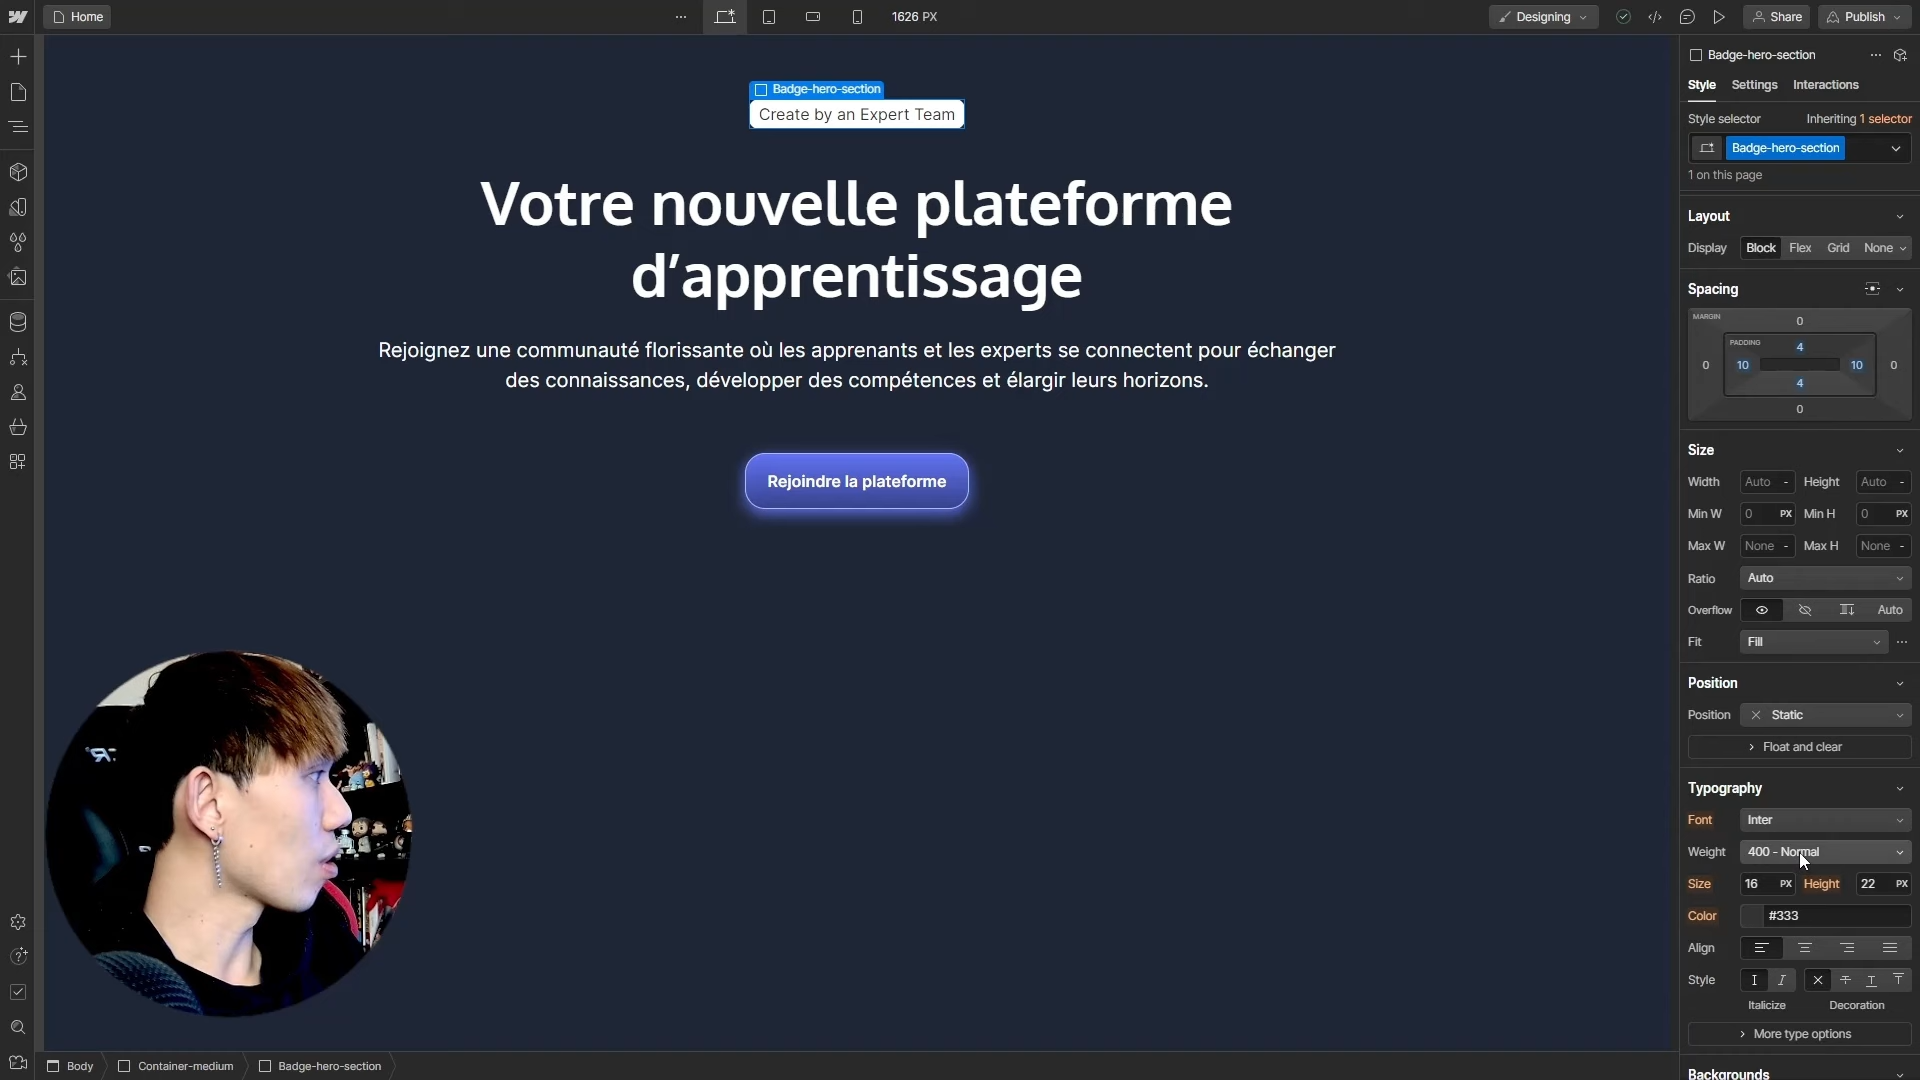 Home
1626 PX
Designing
Share
Publish
Badge-hero-section
Style Settings Interactions
Style selector Inheriting 1 selector
Badge-hero-section
1 on this page
Layout
Display Block Flex Grid None
Spacing
MARGIN
0
PADDING
4
0 10 10 0
4
0
Size
Width Auto - Height Auto -
Min W 0 PX Min H 0 PX
Max W None - Max H None -
Ratio Auto
Overflow Auto
Fit Fill
Position
Position Static
Float and clear
Typography
Font Inter
Weight 400 - Normal
Size 16 PX Height 22 PX
Color #333
Align
Style
Italicize Decoration
More type options
Backgrounds
Badge-hero-section
Create by an Expert Team
Votre nouvelle plateforme
d’apprentissage
Rejoignez une communauté florissante où les apprenants et les experts se connectent pour échanger
des connaissances, développer des compétences et élargir leurs horizons.
Rejoindre la plateforme
Body Container-medium Badge-hero-section